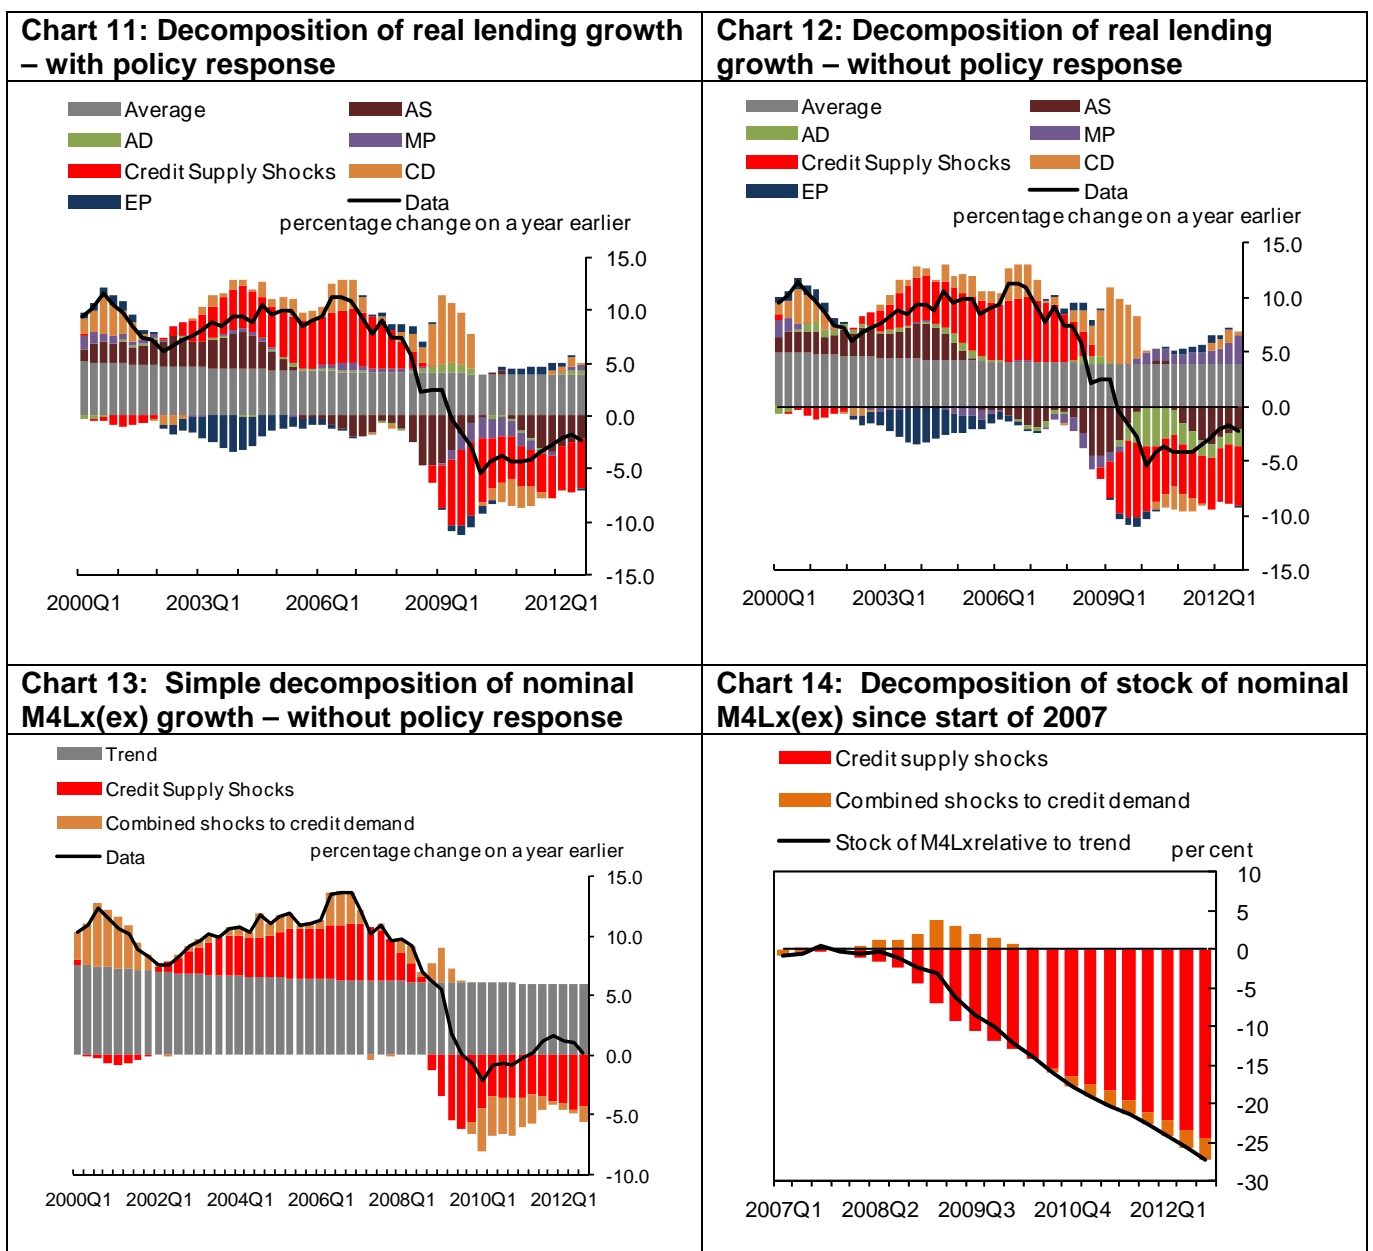 Chart 11: Decomposition of real lending growth
– with policy response
Average
AS
AD
MP
Credit Supply Shocks
CD
EP
Data
percentage change on a year earlier
15.0
10.0
5.0
0.0
-5.0
-10.0
-15.0
2000Q1 2003Q1 2006Q1 2009Q1 2012Q1
Chart 12: Decomposition of real lending
growth – without policy response
Average
AS
AD
MP
Credit Supply Shocks
CD
EP
Data
percentage change on a year earlier
15.0
10.0
5.0
0.0
-5.0
-10.0
-15.0
2000Q1 2003Q1 2006Q1 2009Q1 2012Q1
Chart 13: Simple decomposition of nominal
M4Lx(ex) growth – without policy response
Trend
Credit Supply Shocks
Combined shocks to credit demand
Data
percentage change on a year earlier
15.0
10.0
5.0
0.0
-5.0
-10.0
2000Q1 2002Q1 2004Q1 2006Q1 2008Q1 2010Q1 2012Q1
Chart 14: Decomposition of stock of nominal
M4Lx(ex) since start of 2007
Credit supply shocks
Combined shocks to credit demand
Stock of M4Lxrelative to trend
per cent
10
5
0
-5
-10
-15
-20
-25
-30
2007Q1 2008Q2 2009Q3 2010Q4 2012Q1